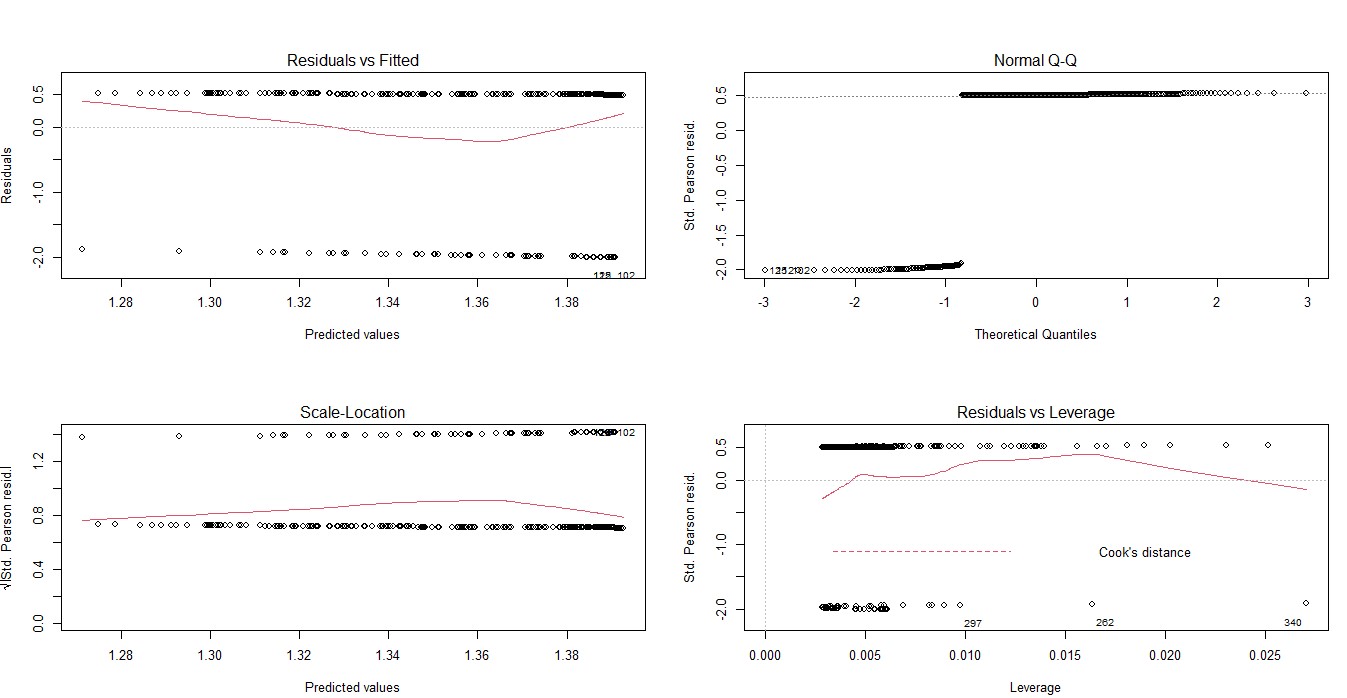 Residuals vs Fitted
Residuals
0.5
0.0
-1.0
-2.0
102
1.28 1.30 1.32 1.34 1.36 1.38
Predicted values
Normal Q-Q
Std. Pearson resid.
0.5
0.0
-0.5
-1.0
-1.5
-2.0
-3 -2 -1 0 1 2 3
Theoretical Quantiles
Scale-Location
√|Std. Pearson resid.|
1.2
0.8
0.4
0.0
102
1.28 1.30 1.32 1.34 1.36 1.38
Predicted values
Residuals vs Leverage
Std. Pearson resid.
0.5
0.0
-1.0
-2.0
Cook's distance
297 262 340
0.000 0.005 0.010 0.015 0.020 0.025
Leverage